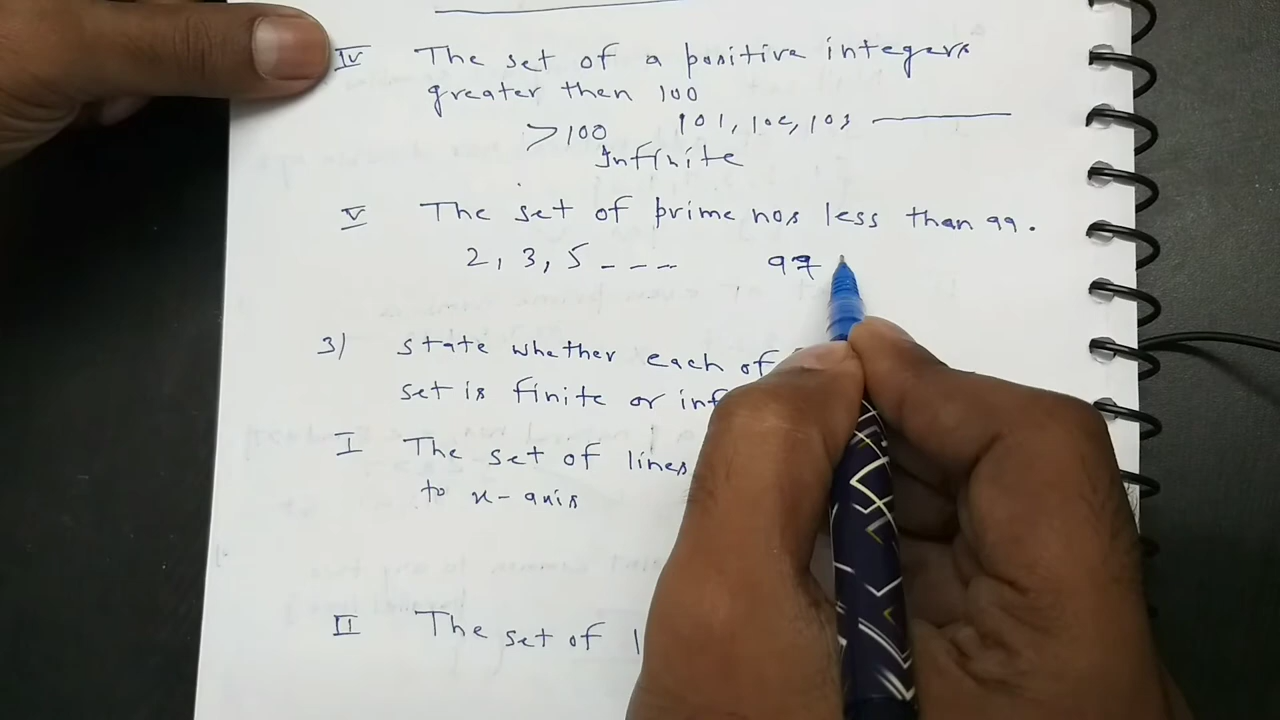 IV The set of a positive integers
greater then 100
>100 101, 102, 103
Infinite
V The set of prime nos less than 99.
2, 3, 5 - - - 97
3) state whether each of
set is finite or inf
I The set of lines
to x-axis
II The set of l